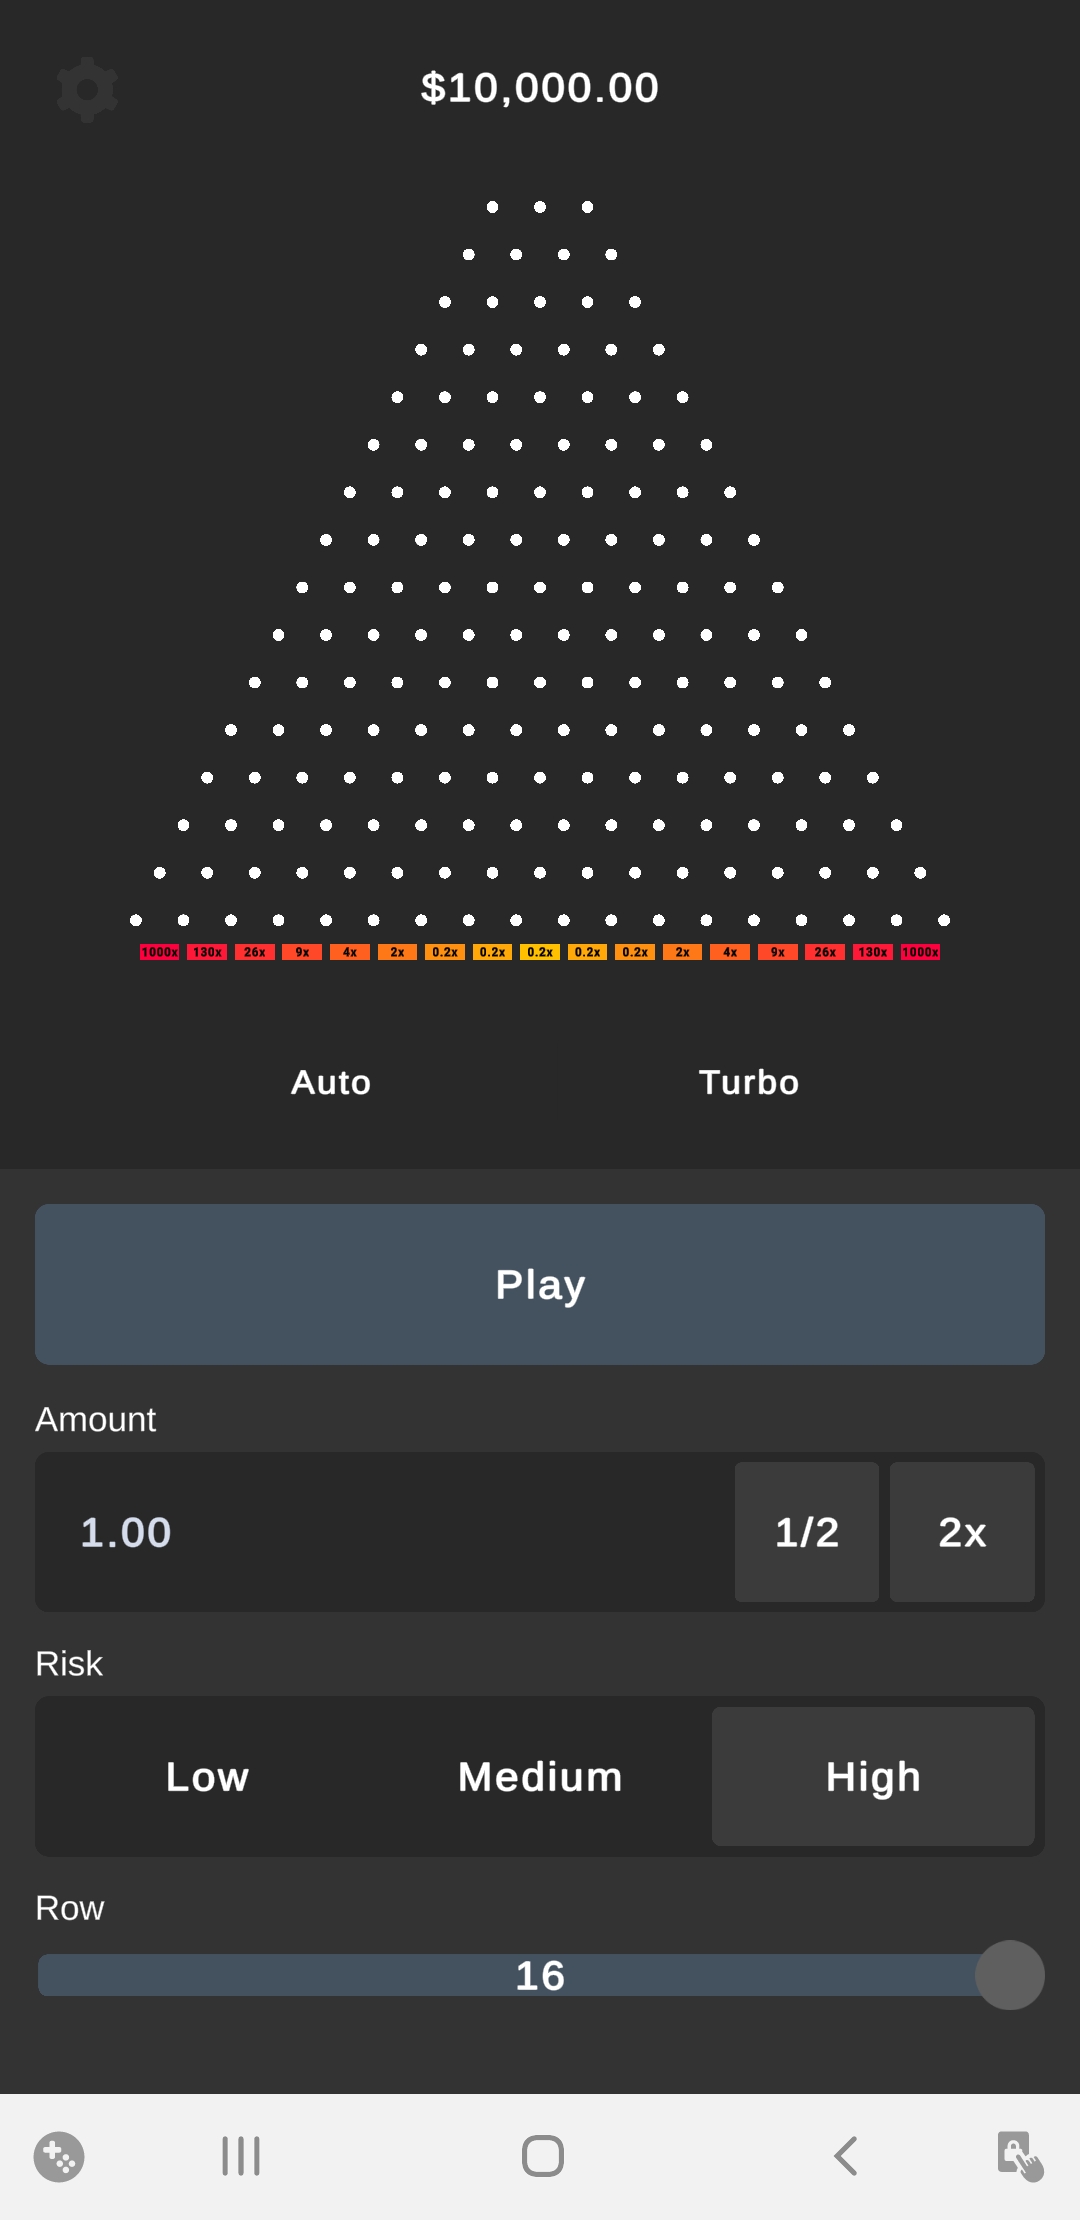 $10,000.00
1000x 130x 26x 9x 4x 2x 0.2x 0.2x 0.2x 0.2x 0.2x 2x 4x 9x 26x 130x 1000x
Auto Turbo
Play
Amount
1.00 1/2 2x
Risk
Low Medium High
Row
16